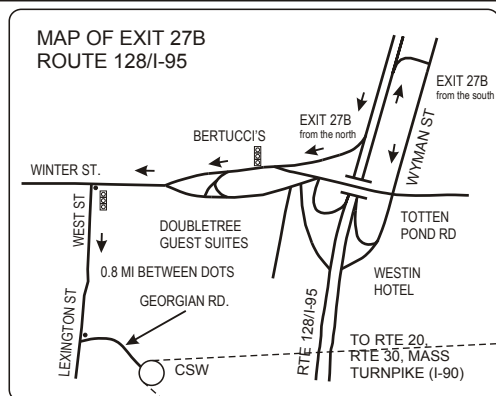 MAP OF EXIT 27B
ROUTE 128/I-95
EXIT 27B
from the south
EXIT 27B
from the north
WYMAN ST
BERTUCCI'S
WINTER ST.
WEST ST
DOUBLETREE
GUEST SUITES
TOTTEN
POND RD
0.8 MI BETWEEN DOTS
WESTIN
HOTEL
GEORGIAN RD.
LEXINGTON ST
RTE 128/I-95
CSW
TO RTE 20,
RTE 30, MASS
TURNPIKE (I-90)